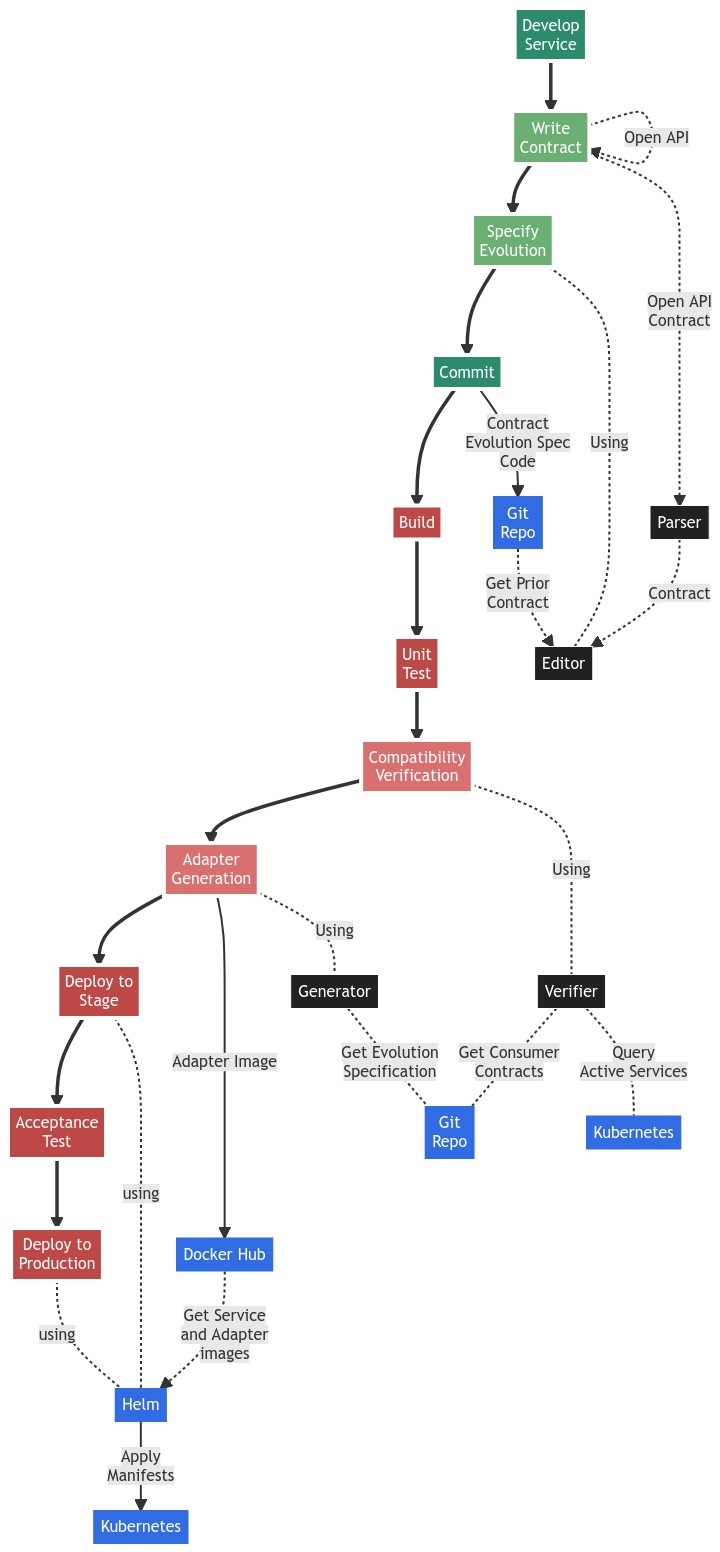 Develop
Service
Write
Contract
Open API
Specify
Evolution
Open API
Contract
Commit
Contract
Evolution Spec
Code
Using
Build
Git
Repo
Parser
Get Prior
Contract
Contract
Unit
Test
Editor
Compatibility
Verification
Adapter
Generation
Using
Using
Deploy to
Stage
Generator
Verifier
Adapter Image
Get Evolution
Specification
Get Consumer
Contracts
Query
Active Services
Acceptance
Test
Git
Repo
Kubernetes
using
Deploy to
Production
Docker Hub
using
Get Service
and Adapter
images
Helm
Apply
Manifests
Kubernetes